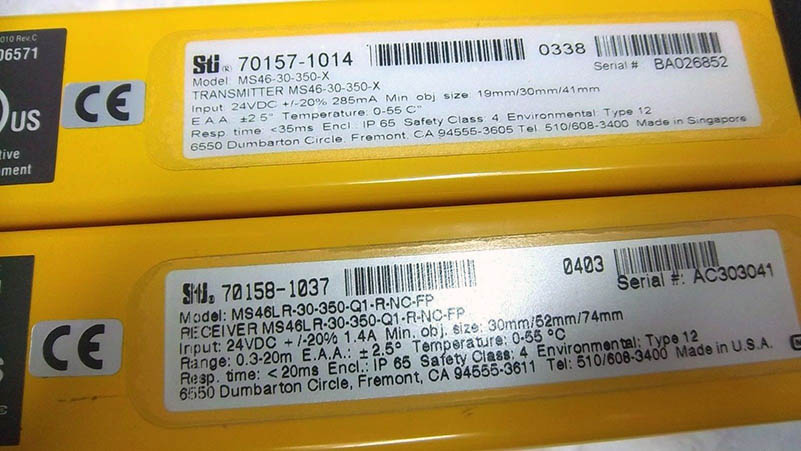 010 Rev.C
06571
US
tive
ment
CE
Sti® 70157-1014
0338
Model: MS46-30-350-X
Serial # BA026852
TRANSMITTER MS46-30-350-X
Input: 24VDC +/-20% 285mA Min. obj. size: 19mm/30mm/41mm
E.A.A. ±2.5° Temperature: 0-55 C°
Resp. time <35ms Encl.: IP 65 Safety Class: 4 Environmental: Type 12
6550 Dumbarton Circle, Fremont, CA 94555-3605 Tel: 510/608-3400 Made in Singapore
S
CE
STI® 70158-1037
0403
Model: MS46LR-30-350-Q1-R-NC-FP
Serial #: AC303041
RECEIVER MS46LR-30-350-Q1-R-NC-FP
Input: 24VDC +/-20% 1.4A Min. obj. size: 30mm/52mm/74mm
Range: 0.3-20m E.A.A.: ±2.5° Temperature: 0-55 °C
Resp. time: <20ms Encl.: IP 65 Safety Class: 4 Environmental: Type 12
6550 Dumbarton Circle, Fremont, CA 94555-3611 Tel: 510/608-3400 Made in U.S.A.